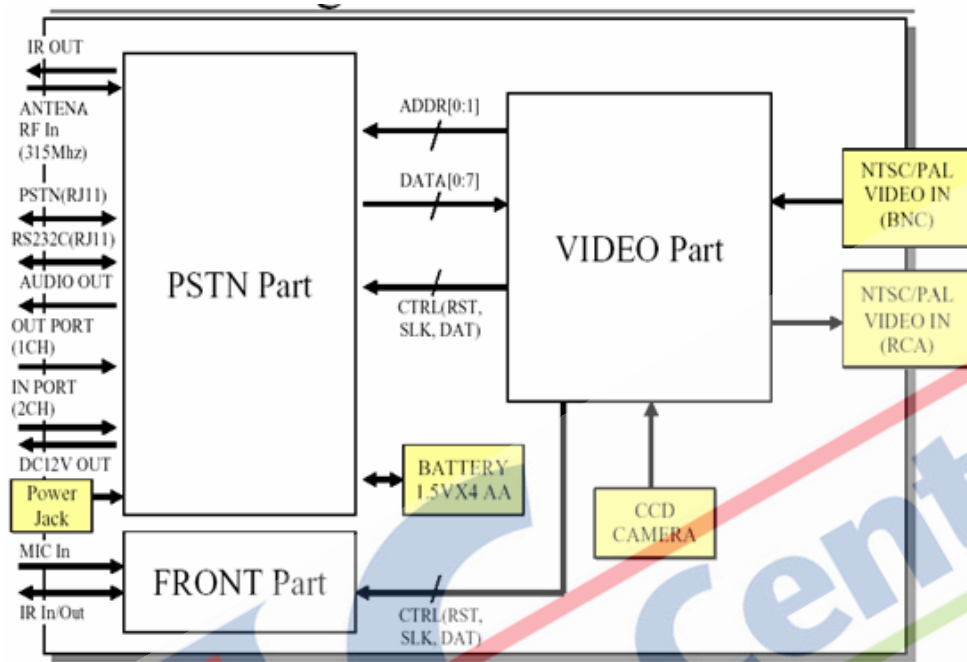 IR OUT
ANTENA
RF In
(315Mhz)
PSTN(RJ11)
RS232C(RJ11)
AUDIO OUT
OUT PORT
(1CH)
IN PORT
(2CH)
DC12V OUT
Power
Jack
MIC In
IR In/Out
PSTN Part
FRONT Part
ADDR[0:1]
DATA[0:7]
CTRL(RST,
SLK, DAT)
BATTERY
1.5VX4 AA
CTRL(RST,
SLK, DAT)
VIDEO Part
CCD
CAMERA
NTSC/PAL
VIDEO IN
(BNC)
NTSC/PAL
VIDEO IN
(RCA)
C Cent